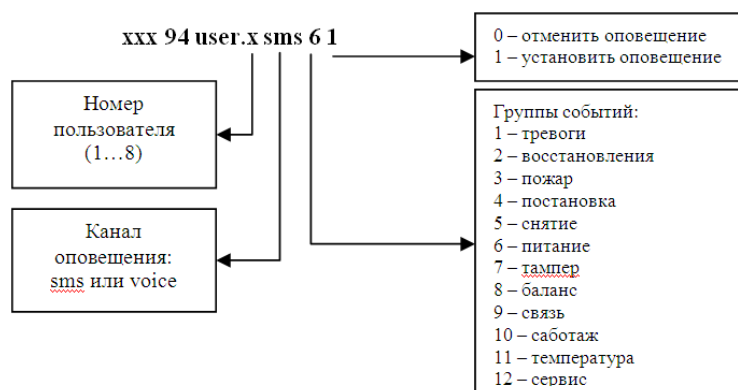 xxx 94 user.x sms 6 1
0 – отменить оповещение
1 – установить оповещение
Номер
пользователя
(1...8)
Канал
оповещения:
sms или voice
Группы событий:
1 – тревоги
2 – восстановления
3 – пожар
4 – постановка
5 – снятие
6 – питание
7 – тампер
8 – баланс
9 – связь
10 – саботаж
11 – температура
12 – сервис